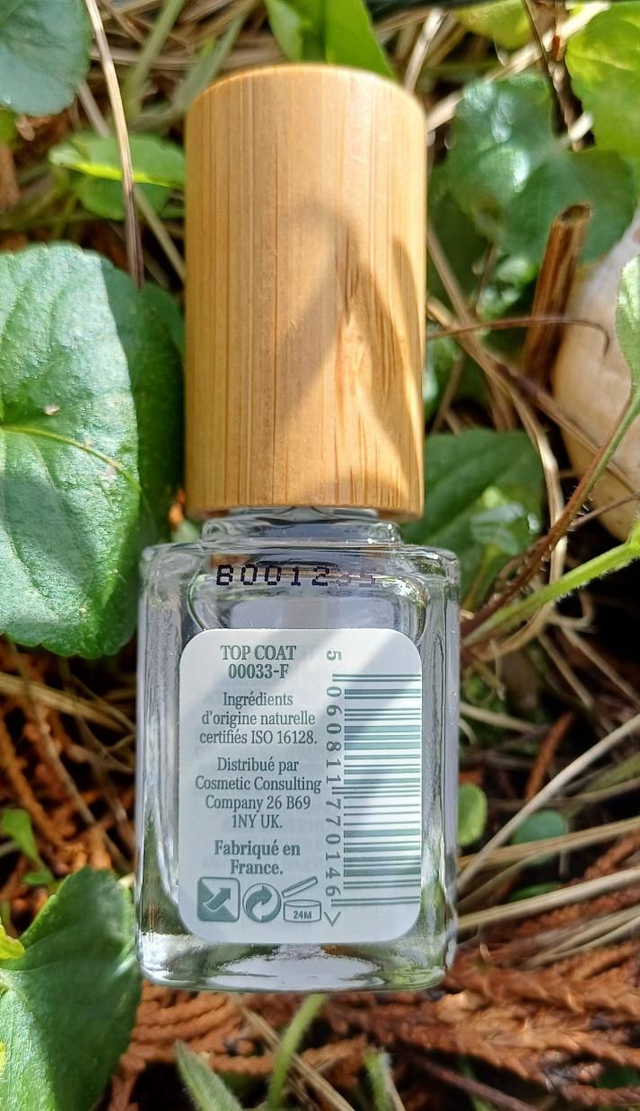 TOP COAT
00033-F
Ingrédients
d'origine naturelle
certifiés ISO 16128.
Distribué par
Cosmetic Consulting
Company 26 B69
1NY UK.
Fabriqué en
France.
24M
5 060811 770146 >